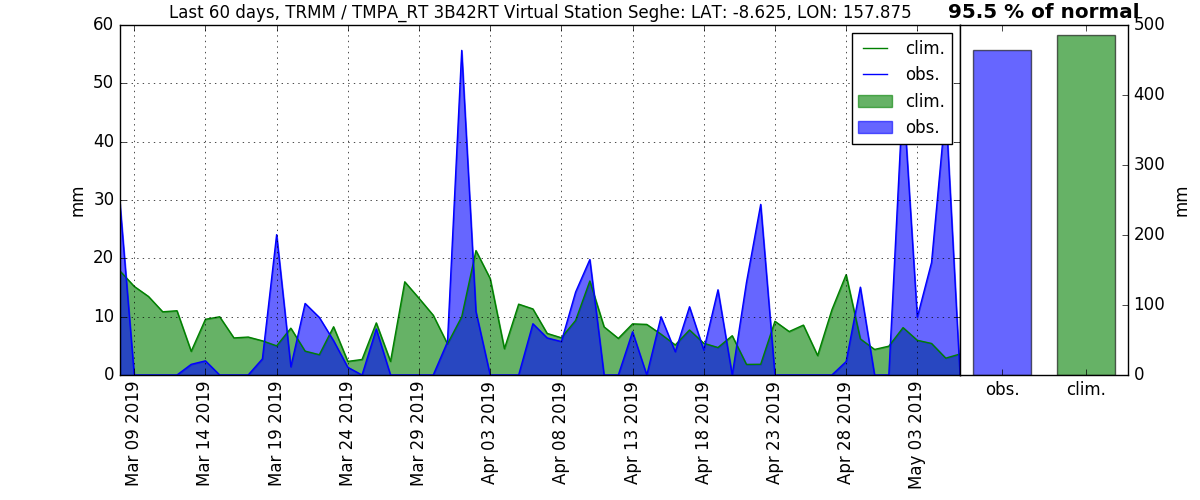 Last 60 days, TRMM / TMPA_RT 3B42RT Virtual Station Seghe: LAT: -8.625, LON: 157.875
95.5 % of normal
60
50
40
30
20
10
0
mm
clim.
obs.
clim.
obs.
500
400
300
200
100
0
mm
obs.
clim.
Mar 09 2019
Mar 14 2019
Mar 19 2019
Mar 24 2019
Mar 29 2019
Apr 03 2019
Apr 08 2019
Apr 13 2019
Apr 18 2019
Apr 23 2019
Apr 28 2019
May 03 2019